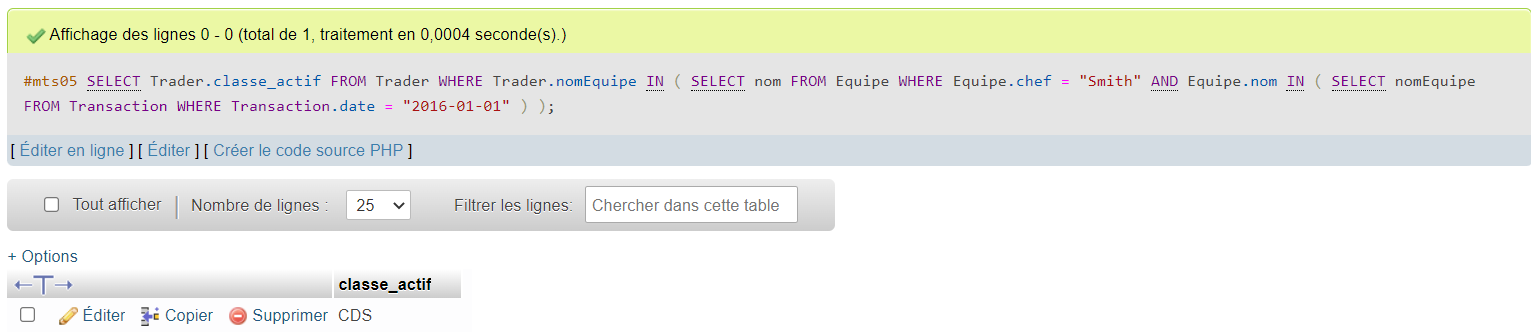 Affichage des lignes 0 - 0 (total de 1, traitement en 0,0004 seconde(s).)
#mts05 SELECT Trader.classe_actif FROM Trader WHERE Trader.nomEquipe IN ( SELECT nom FROM Equipe WHERE Equipe.chef = "Smith" AND Equipe.nom IN ( SELECT nomEquipe
FROM Transaction WHERE Transaction.date = "2016-01-01" ) );
[ Éditer en ligne ] [ Éditer ] [ Créer le code source PHP ]
Tout afficher | Nombre de lignes : 25 Filtrer les lignes: Chercher dans cette table
+ Options
classe_actif
Éditer Copier Supprimer CDS